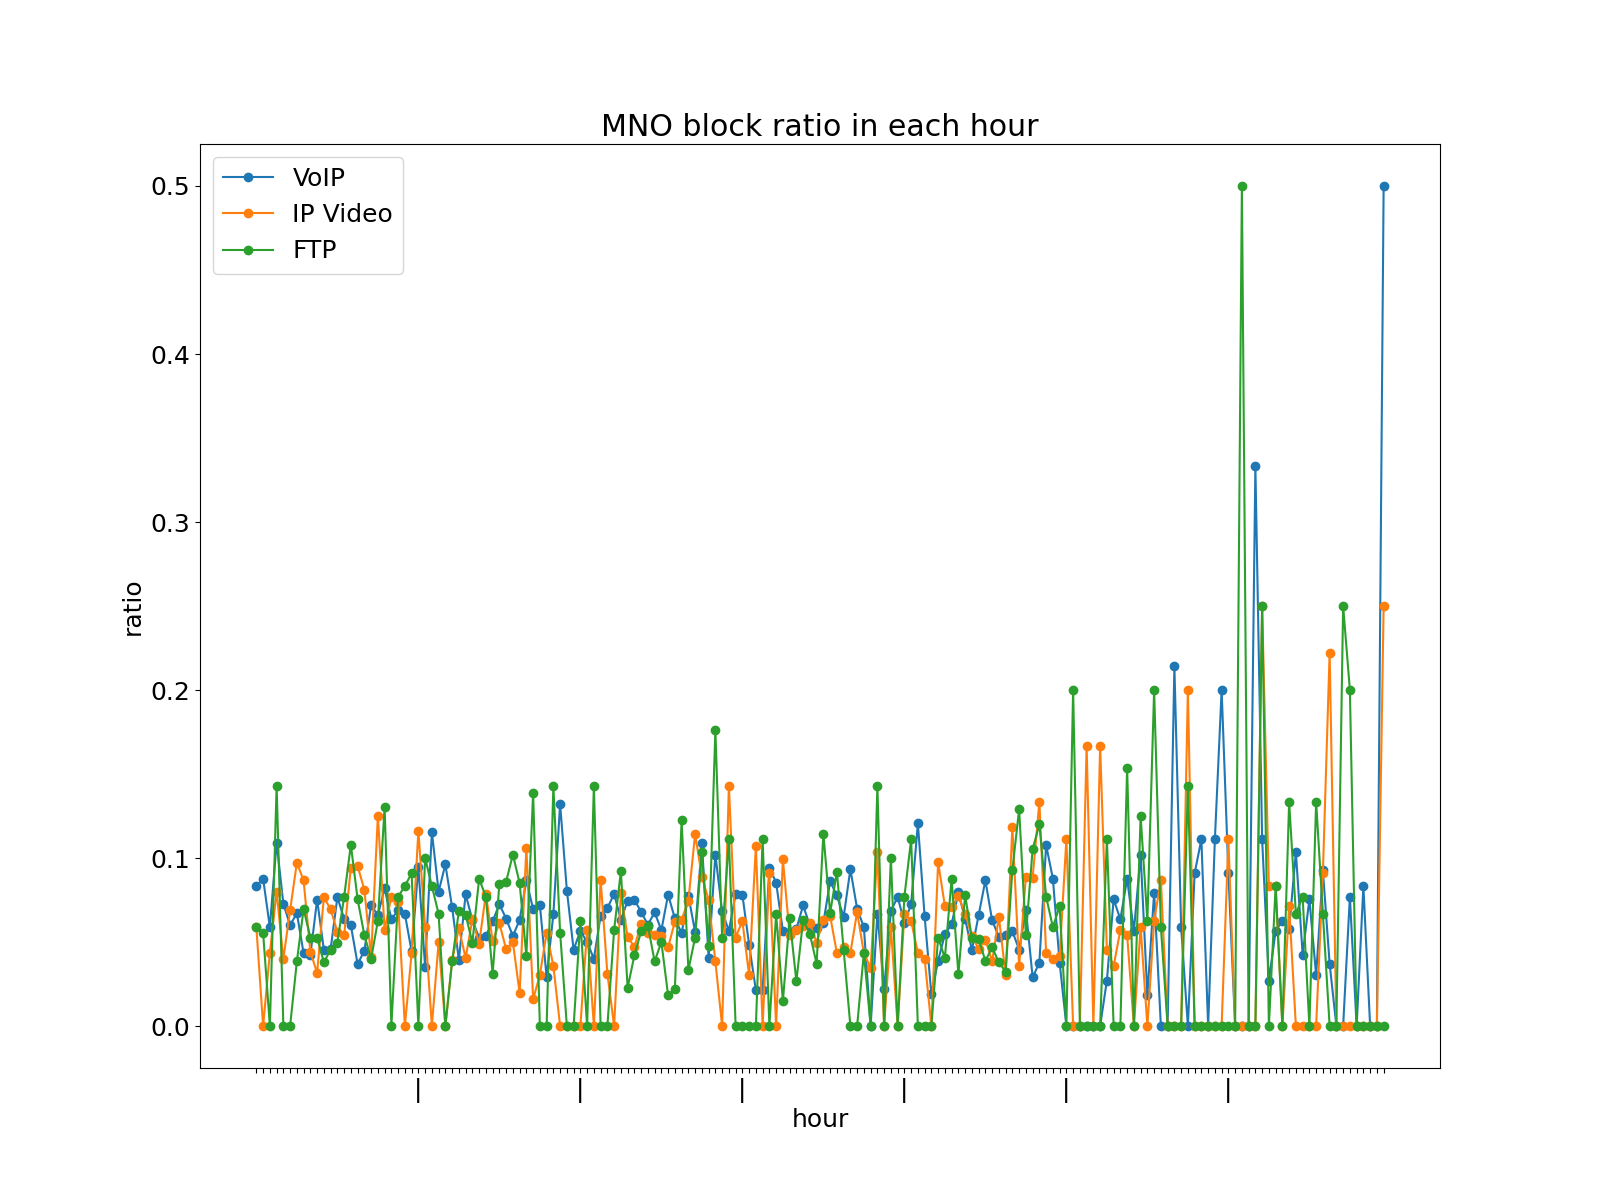 MNO block ratio in each hour
VoIP
IP Video
FTP
0.5
0.4
0.3
0.2
0.1
0.0
ratio
| | | | | |
hour